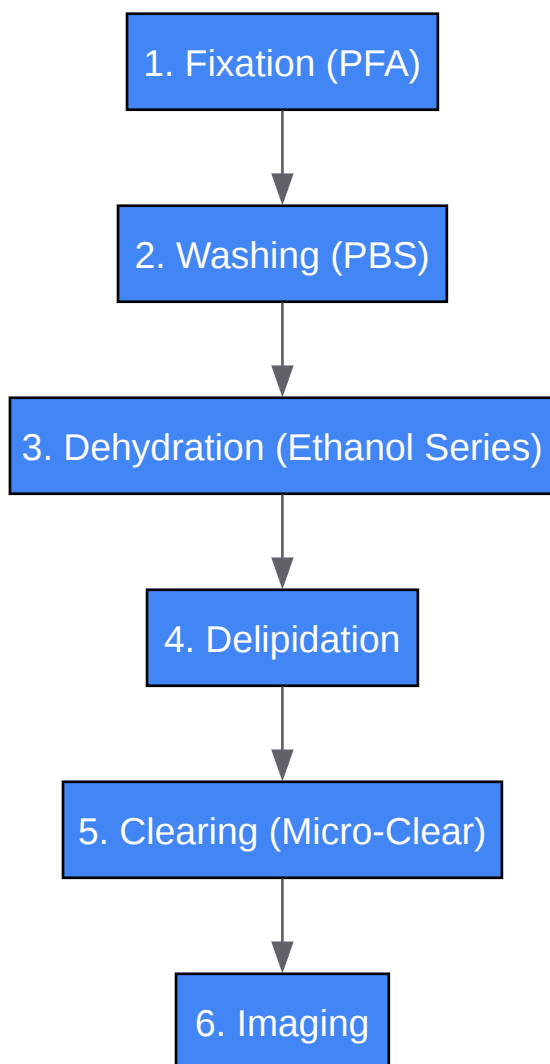 1. Fixation (PFA)
2. Washing (PBS)
3. Dehydration (Ethanol Series)
4. Delipidation
5. Clearing (Micro-Clear)
6. Imaging